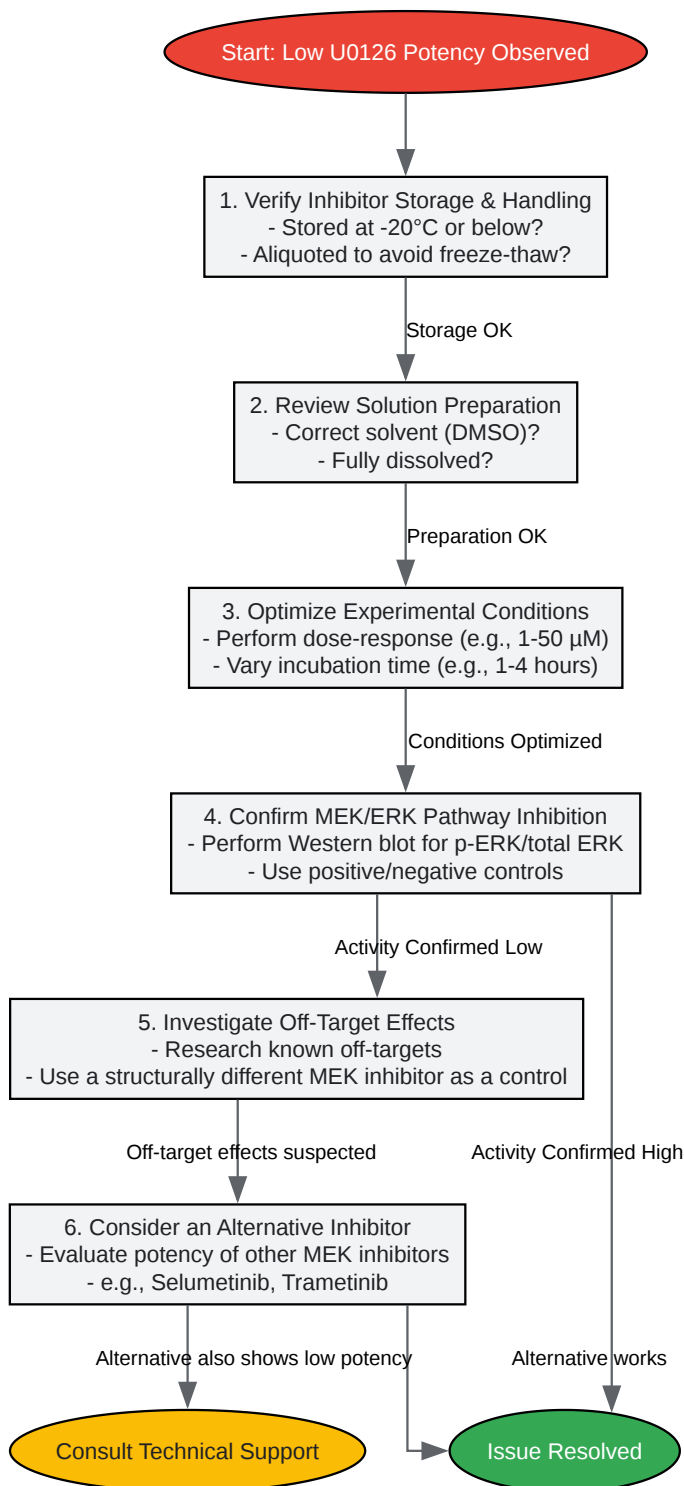 Start: Low U0126 Potency Observed
1. Verify Inhibitor Storage & Handling
- Stored at -20°C or below?
- Aliquoted to avoid freeze-thaw?
Storage OK
2. Review Solution Preparation
- Correct solvent (DMSO)?
- Fully dissolved?
Preparation OK
3. Optimize Experimental Conditions
- Perform dose-response (e.g., 1-50 µM)
- Vary incubation time (e.g., 1-4 hours)
Conditions Optimized
4. Confirm MEK/ERK Pathway Inhibition
- Perform Western blot for p-ERK/total ERK
- Use positive/negative controls
Activity Confirmed Low
5. Investigate Off-Target Effects
- Research known off-targets
- Use a structurally different MEK inhibitor as a control
Off-target effects suspected
Activity Confirmed High
6. Consider an Alternative Inhibitor
- Evaluate potency of other MEK inhibitors
- e.g., Selumetinib, Trametinib
Alternative also shows low potency
Alternative works
Consult Technical Support
Issue Resolved